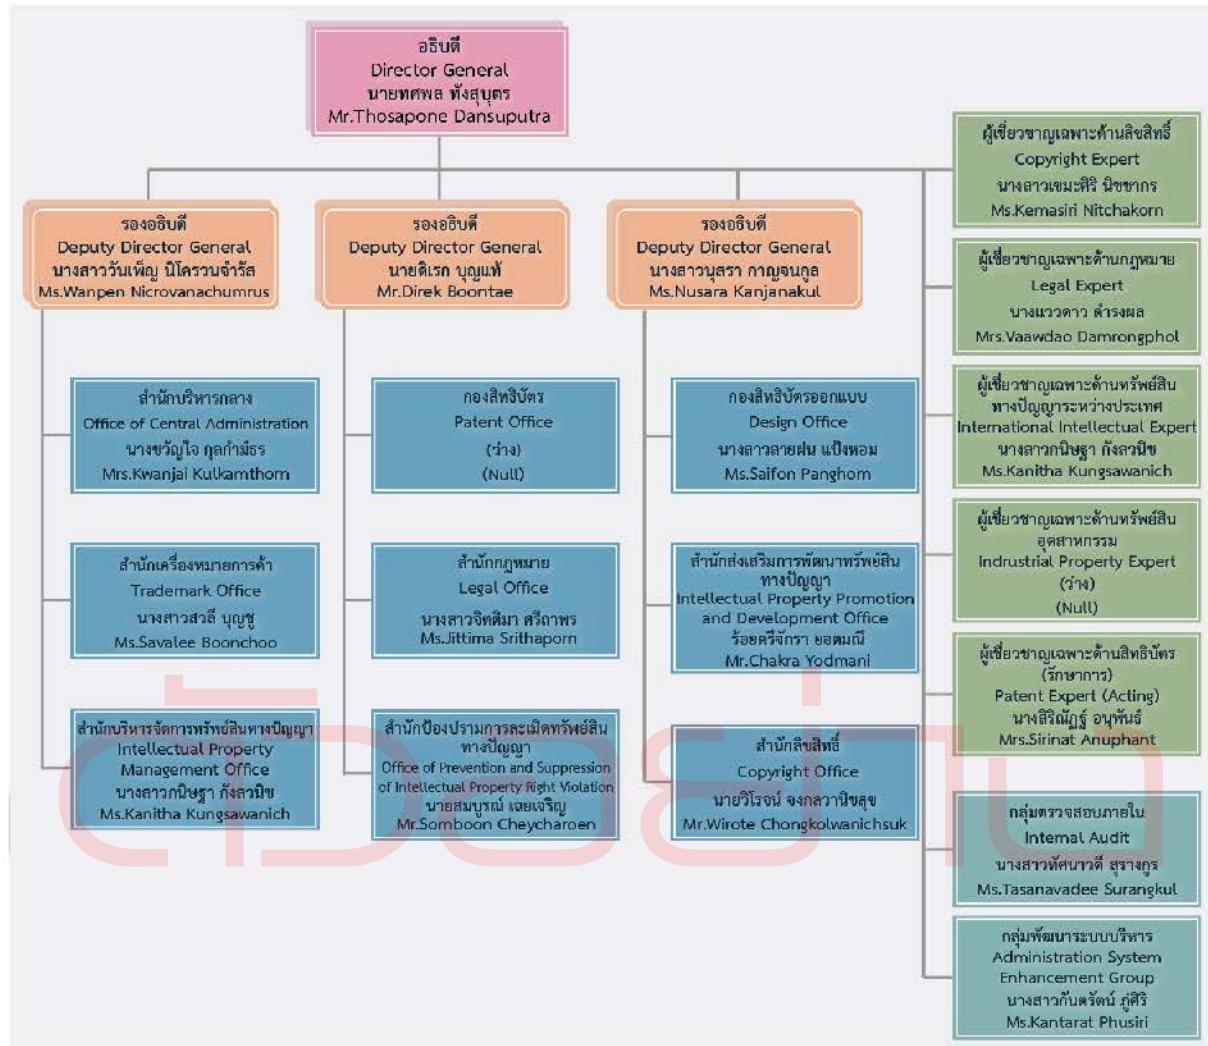 อธิบดี
Director General
นายทศพล ทังสุบุตร
Mr.Thosapone Dansuputra
รองอธิบดี
Deputy Director General
นางสาววันเพ็ญ นิโครวนจำรัส
Ms.Wanpen Nicrovanachumrus
รองอธิบดี
Deputy Director General
นายดิเรก บุญแท้
Mr.Direk Boontae
รองอธิบดี
Deputy Director General
นางสาวนุสรา กาญจนกูล
Ms.Nusara Kanjanakul
สำนักบริหารกลาง
Office of Central Administration
นางขวัญใจ กุลกำม์ธร
Mrs.Kwanjai Kulkamthorn
สำนักเครื่องหมายการค้า
Trademark Office
นางสาวสวลี บุญชู
Ms.Savalee Boonchoo
สำนักบริหารจัดการทรัพย์สินทางปัญญา
Intellectual Property
Management Office
นางสาวกนิษฐา กังสวนิช
Ms.Kanitha Kungsawanich
กองสิทธิบัตร
Patent Office
(ว่าง)
(Null)
สำนักกฎหมาย
Legal Office
นางสาวจิตติมา ศรีถาพร
Ms.Jittima Srithaporn
สำนักป้องปรามการละเมิดทรัพย์สิน
ทางปัญญา
Office of Prevention and Suppression
of Intellectual Property Right Violation
นายสมบูรณ์ เฉยเจริญ
Mr.Somboon Cheycharoen
กองสิทธิบัตรออกแบบ
Design Office
นางสาวสายฝน แป้งหอม
Ms.Saifon Panghom
สำนักส่งเสริมการพัฒนาทรัพย์สิน
ทางปัญญา
Intellectual Property Promotion
and Development Office
ร้อยตรีจักรา ยอดมณี
Mr.Chakra Yodmani
สำนักลิขสิทธิ์
Copyright Office
นายวิโรจน์ จงกลวานิชสุข
Mr.Wirote Chongkolwanichsuk
ผู้เชี่ยวชาญเฉพาะด้านลิขสิทธิ์
Copyright Expert
นางสาวเขมะศิริ นิชชากร
Ms.Kemasiri Nitchakorn
ผู้เชี่ยวชาญเฉพาะด้านกฎหมาย
Legal Expert
นางแววดาว ดำรงผล
Mrs.Vaawdao Damrongphol
ผู้เชี่ยวชาญเฉพาะด้านทรัพย์สิน
ทางปัญญาระหว่างประเทศ
International Intellectual Expert
นางสาวกนิษฐา กังสวนิช
Ms.Kanitha Kungsawanich
ผู้เชี่ยวชาญเฉพาะด้านทรัพย์สิน
อุตสาหกรรม
Indrustrial Property Expert
(ว่าง)
(Null)
ผู้เชี่ยวชาญเฉพาะด้านสิทธิบัตร
(รักษาการ)
Patent Expert (Acting)
นางสิริณัฏฐ์ อนุพันธ์
Mrs.Sirinat Anuphant
กลุ่มตรวจสอบภายใน
Internal Audit
นางสาวทัศนาวดี สุรางกูร
Ms.Tasanavadee Surangkul
กลุ่มพัฒนาระบบบริหาร
Administration System
Enhancement Group
นางสาวกันตรัตน์ ภู่ศิริ
Ms.Kantarat Phusiri
ตัวอย่าง